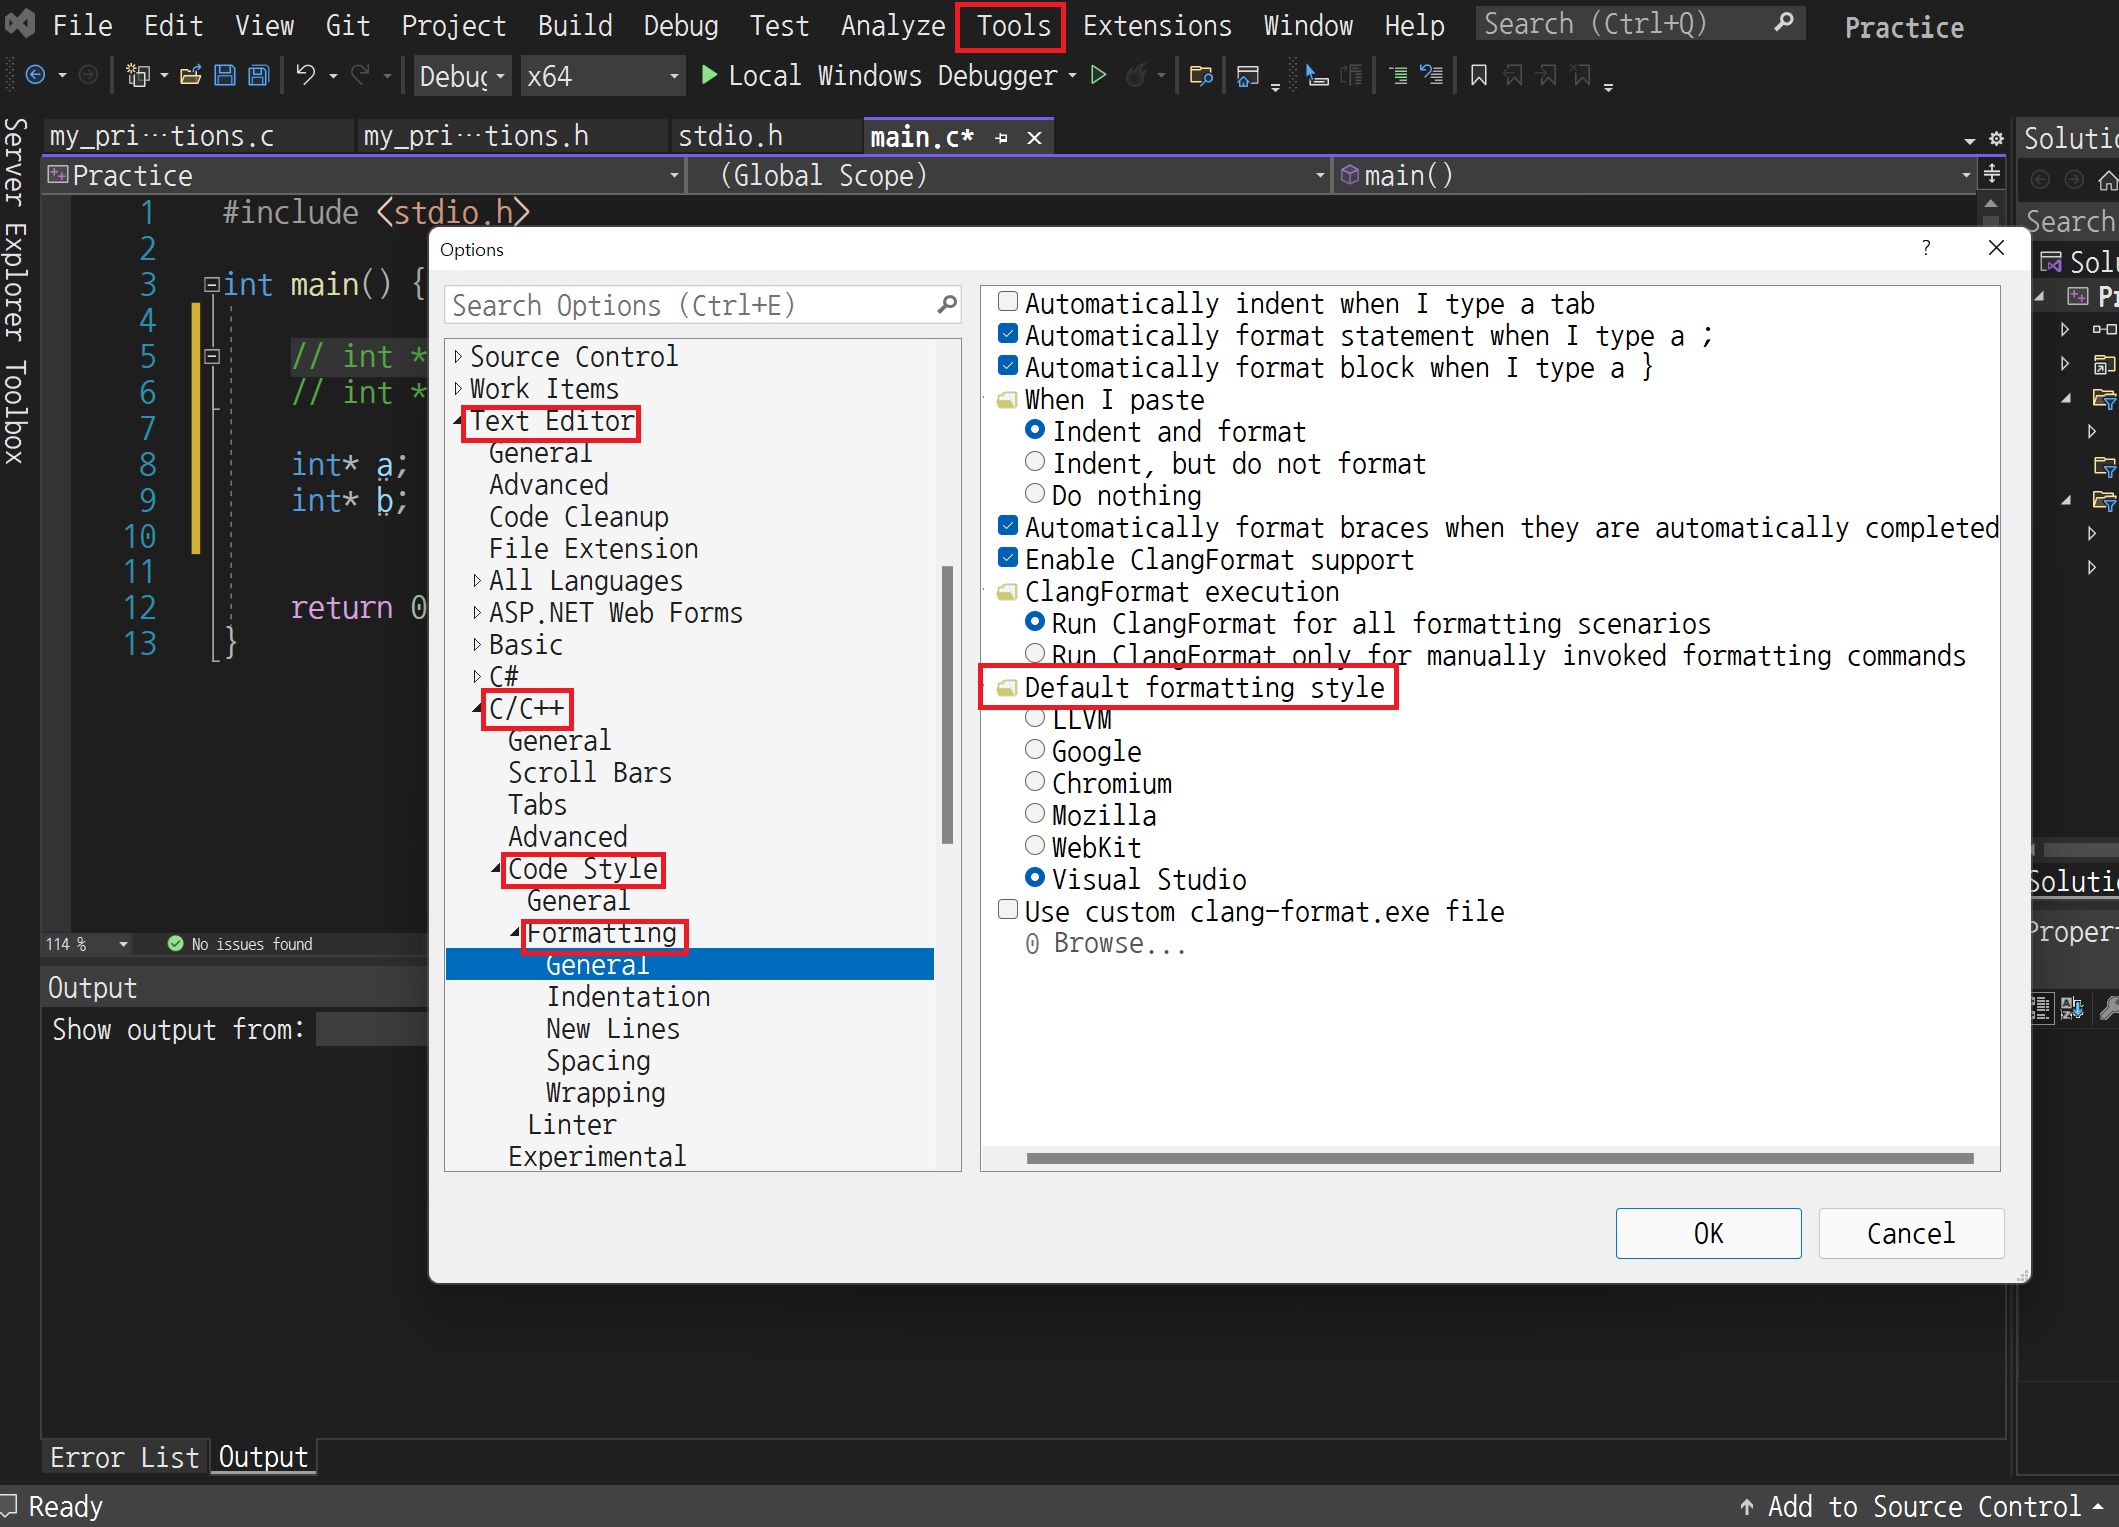 File Edit View Git Project Build Debug Test Analyze Tools Extensions Window Help Search (Ctrl+Q) Practice
Debug x64 Local Windows Debugger
Server Explorer Toolbox
my_pri…tions.c my_pri…tions.h stdio.h main.c*
Practice (Global Scope) main()
1 #include <stdio.h>
2
3 int main() {
4
5 // int *
6 // int *
7
8 int* a;
9 int* b;
10
11
12 return 0
13 }
114 % No issues found
Output
Show output from:
Error List Output
Ready
Add to Source Control
Options
?
Search Options (Ctrl+E)
Source Control
Work Items
Text Editor
General
Advanced
Code Cleanup
File Extension
All Languages
ASP.NET Web Forms
Basic
C#
C/C++
General
Scroll Bars
Tabs
Advanced
Code Style
General
Formatting
General
Indentation
New Lines
Spacing
Wrapping
Linter
Experimental
Automatically indent when I type a tab
Automatically format statement when I type a ;
Automatically format block when I type a }
When I paste
Indent and format
Indent, but do not format
Do nothing
Automatically format braces when they are automatically completed
Enable ClangFormat support
ClangFormat execution
Run ClangFormat for all formatting scenarios
Run ClangFormat only for manually invoked formatting commands
Default formatting style
LLVM
Google
Chromium
Mozilla
WebKit
Visual Studio
Use custom clang-format.exe file
0 Browse...
OK Cancel
Solutio
Search
Solu
Pr
Solutio
Propert